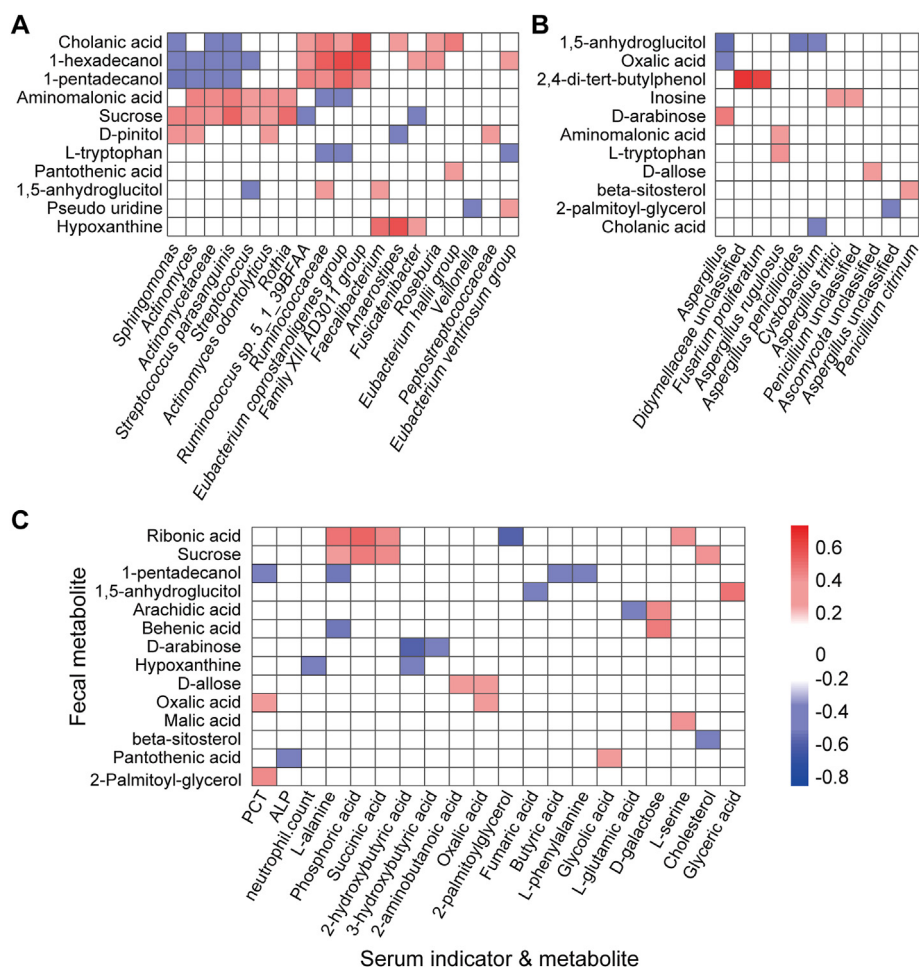 A
Cholanic acid
1-hexadecanol
1-pentadecanol
Aminomalonic acid
Sucrose
D-pinitol
L-tryptophan
Pantothenic acid
1,5-anhydroglucitol
Pseudo uridine
Hypoxanthine
Sphingomonas
Actinomyces
Actinomycetaceae
Streptococcus parasanguinis
Streptococcus
Actinomyces odontolyticus
Rothia
Ruminococcus sp. 5_1_39BFAA
Ruminococcaceae
Eubacterium coprostanoligenes group
Family XIII AD3011 group
Faecalibacterium
Anaerostipes
Fusicatenibacter
Roseburia
Eubacterium hallii group
Veillonella
Peptostreptococcaceae
Eubacterium ventriosum group
B
1,5-anhydroglucitol
Oxalic acid
2,4-di-tert-butylphenol
Inosine
D-arabinose
Aminomalonic acid
L-tryptophan
D-allose
beta-sitosterol
2-palmitoyl-glycerol
Cholanic acid
Aspergillus
Didymellaceae unclassified
Fusarium proliferatum
Aspergillus rugulosus
Aspergillus penicillioides
Cystobasidium
Aspergillus tritici
Penicillium unclassified
Ascomycota unclassified
Aspergillus unclassified
Penicillium citrinum
C
Fecal metabolite
Ribonic acid
Sucrose
1-pentadecanol
1,5-anhydroglucitol
Arachidic acid
Behenic acid
D-arabinose
Hypoxanthine
D-allose
Oxalic acid
Malic acid
beta-sitosterol
Pantothenic acid
2-Palmitoyl-glycerol
PCT
ALP
neutrophil.count
L-alanine
Phosphoric acid
Succinic acid
2-hydroxybutyric acid
3-hydroxybutyric acid
2-aminobutanoic acid
Oxalic acid
2-palmitoylglycerol
Fumaric acid
Butyric acid
L-phenylalanine
Glycolic acid
L-glutamic acid
D-galactose
L-serine
Cholesterol
Glyceric acid
Serum indicator & metabolite
0.6
0.4
0.2
0
-0.2
-0.4
-0.6
-0.8